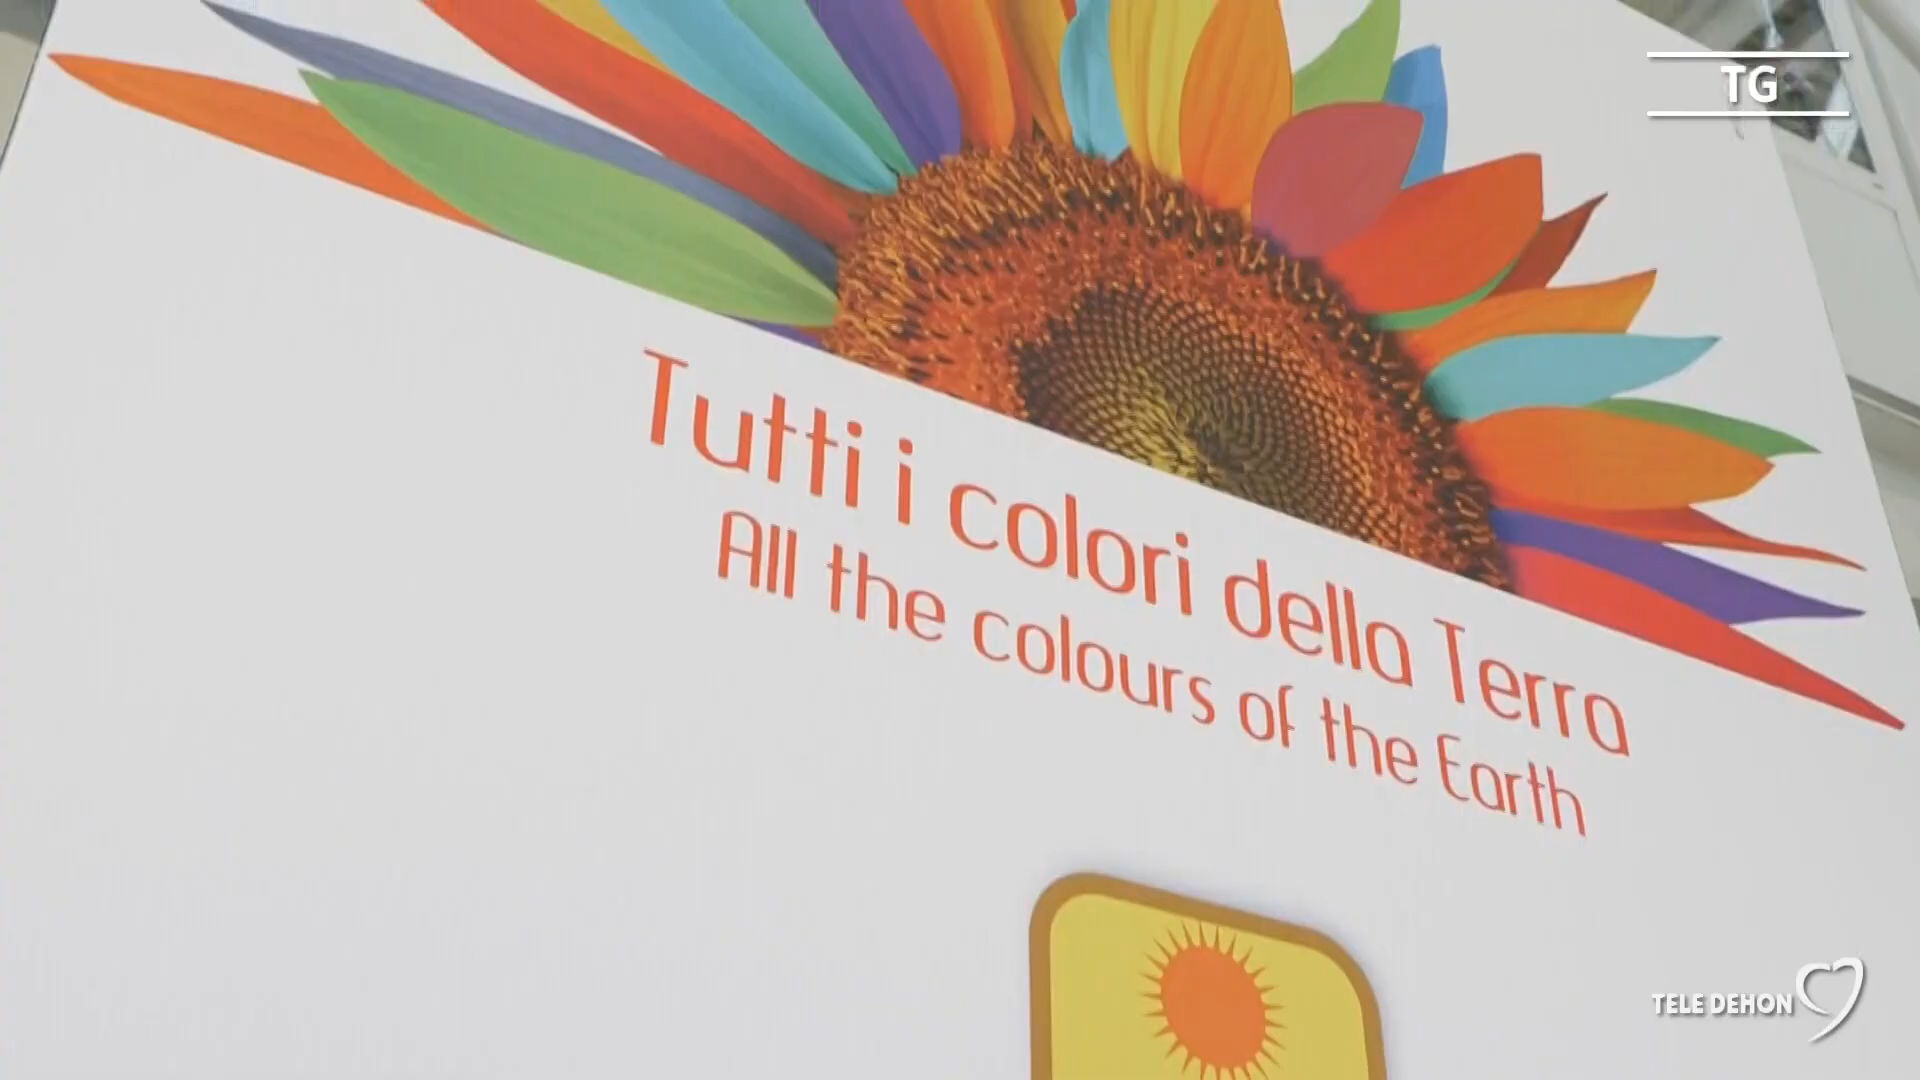 TG
Tutti i colori della Terra
All the colours of the Earth
TELE DEHON